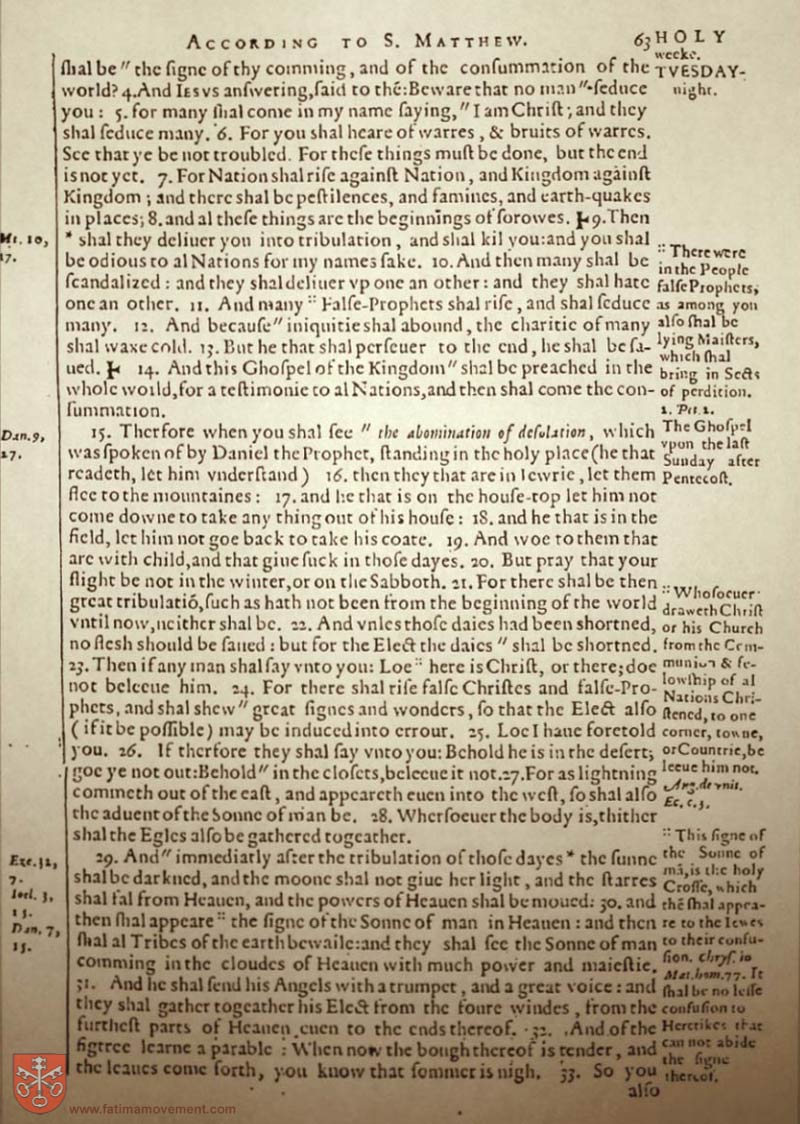 ACCORDING TO S. MATTHEW. 63
ſhal be " the ſigne of thy comming, and of the conſummation of the
world? 4. And IESVS anſwering, ſaid to thē: Beware that no man " ſeduce
you : 5. for many ſhal come in my name ſaying, " I am Chriſt ; and they
shal ſeduce many. 6. For you shal heare of warres , & bruits of warres.
See that ye be not troubled. For theſe things muſt be done, but the end
is not yet. 7. For Nation shal riſe againſt Nation, and Kingdom againſt
Kingdom ; and there shal be peſtilences, and famines, and earth-quakes
in places; 8. and al theſe things are the beginnings of ſorowes. 9. Then
* shal they deliuer you into tribulation , and shal kil you: and you shal
be odious to al Nations for my names ſake. 10. And then many shal be
ſcandalized : and they shal deliuer vp one an other : and they shal hate
one an other. 11. And many :: Falſe-Prophets shal riſe , and shal ſeduce
many. 12. And becauſe " iniquitie shal abound, the charitie of many
shal waxe cold. 13. But he that shal perſeuer to the end, he shal be ſa-
ued. 14. And this Ghoſpel of the Kingdom " shal be preached in the
whole world, for a teſtimonie to al Nations, and then shal come the con-
ſummation.
15. Therfore when you shal ſee " the abomination of deſolation, which
was ſpoken of by Daniel the Prophet, ſtanding in the holy place (he that
readeth, let him vnderſtand ) 16. then they that are in Iewrie, let them
flee to the mountaines : 17. and he that is on the houſe-top let him not
come downe to take any thing out of his houſe : 18. and he that is in the
field, let him not goe back to take his coate. 19. And woe to them that
are with child, and that giue ſuck in thoſe dayes. 20. But pray that your
flight be not in the winter, or on the Sabboth. 21. For there shal be then
great tribulatiō, ſuch as hath not been from the beginning of the world
vntil now, neither shal be. 22. And vnles thoſe daies had been shortned,
no flesh should be ſaued : but for the Elect the daies " shal be shortned.
23. Then if any man shal ſay vnto you: Loe :: here is Chriſt, or there; doe
not beleeue him. 24. For there shal riſe falſe Chriſtes and falſe-Pro-
phets, and shal shew " great ſignes and wonders, ſo that the Elect alſo
( if it be poſſible) may be induced into errour. 25. Loe I haue foretold
you. 26. If therfore they shal ſay vnto you: Behold he is in the deſert;
goe ye not out: Behold " in the cloſets, beleeue it not. 27. For as lightning
commeth out of the eaſt, and appeareth euen into the weſt, ſo shal alſo
the aduent of the Sonne of man be. 28. Wherſoeuer the body is, thither
shal the Egles alſo be gathered togeather.
29. And " immediatly after the tribulation of thoſe dayes * the ſunne
shal be darkned, and the moone shal not giue her light, and the ſtarres
shal fal from Heauen, and the powers of Heauen shal be moued: 30. and
then ſhal appeare :: the ſigne of the Sonne of man in Heauen : and then
ſhal al Tribes of the earth bewaile: and they shal ſee the Sonne of man
comming in the cloudes of Heauen with much power and maieſtie.
31. And he shal ſend his Angels with a trumpet , and a great voice : and
they shal gather togeather his Elect from the foure windes, from the
furtheſt parts of Heauen euen to the ends thereof. 32. And of the
figtree learne a parable : When now the bough thereof is tender, and
the leaues come forth, you know that ſommer is nigh. 33. So you
alſo
Mt. 10,
17.
Dan. 9,
27.
Eze. 32,
7.
Ioel. 3,
15.
Dan. 7,
13.
HOLY
weeke.
TVESDAY-
night.
:: There were
in the People
falſe Prophets,
as among you
alſo ſhal be
lying Maiſters,
which ſhal
bring in Sects
of perdition.
2. Pet. 2.
The Ghoſpel
vpon the laſt
Sunday after
Pentecoſt.
:: Whoſoeuer
draweth Chriſt
or his Church
from the Com-
munion & fe-
lowſhip of al
Nations Chri-
ſtened, to one
corner, towne,
or Countrie, be
leeue him not.
Aug. de vnit.
Ec. c. 3.
:: This ſigne of
the Sonne of
mā, is the holy
Croſſe, which
thē ſhal appea-
re to the Iewes
to their confu-
ſion. Chryſ. in
Mat. hom. 77. It
ſhal be no leſſe
confuſion to
Heretikes that
can not abide
the ſigne
thereof.
www.fatimamovement.com